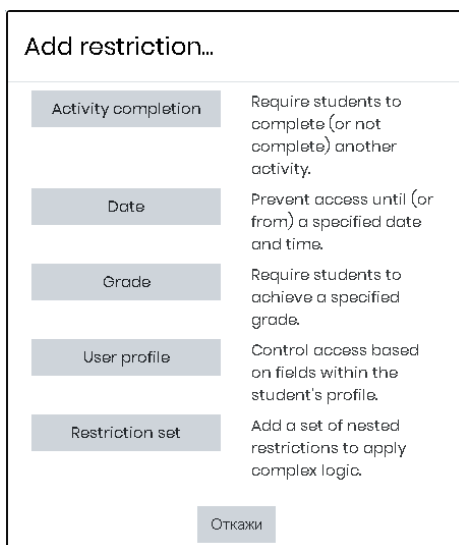 Add restriction...
Activity completion
Require students to
complete (or not
complete) another
activity.
Date
Prevent access until (or
from) a specified date
and time.
Grade
Require students to
achieve a specified
grade.
User profile
Control access based
on fields within the
student's profile.
Restriction set
Add a set of nested
restrictions to apply
complex logic.
Откажи